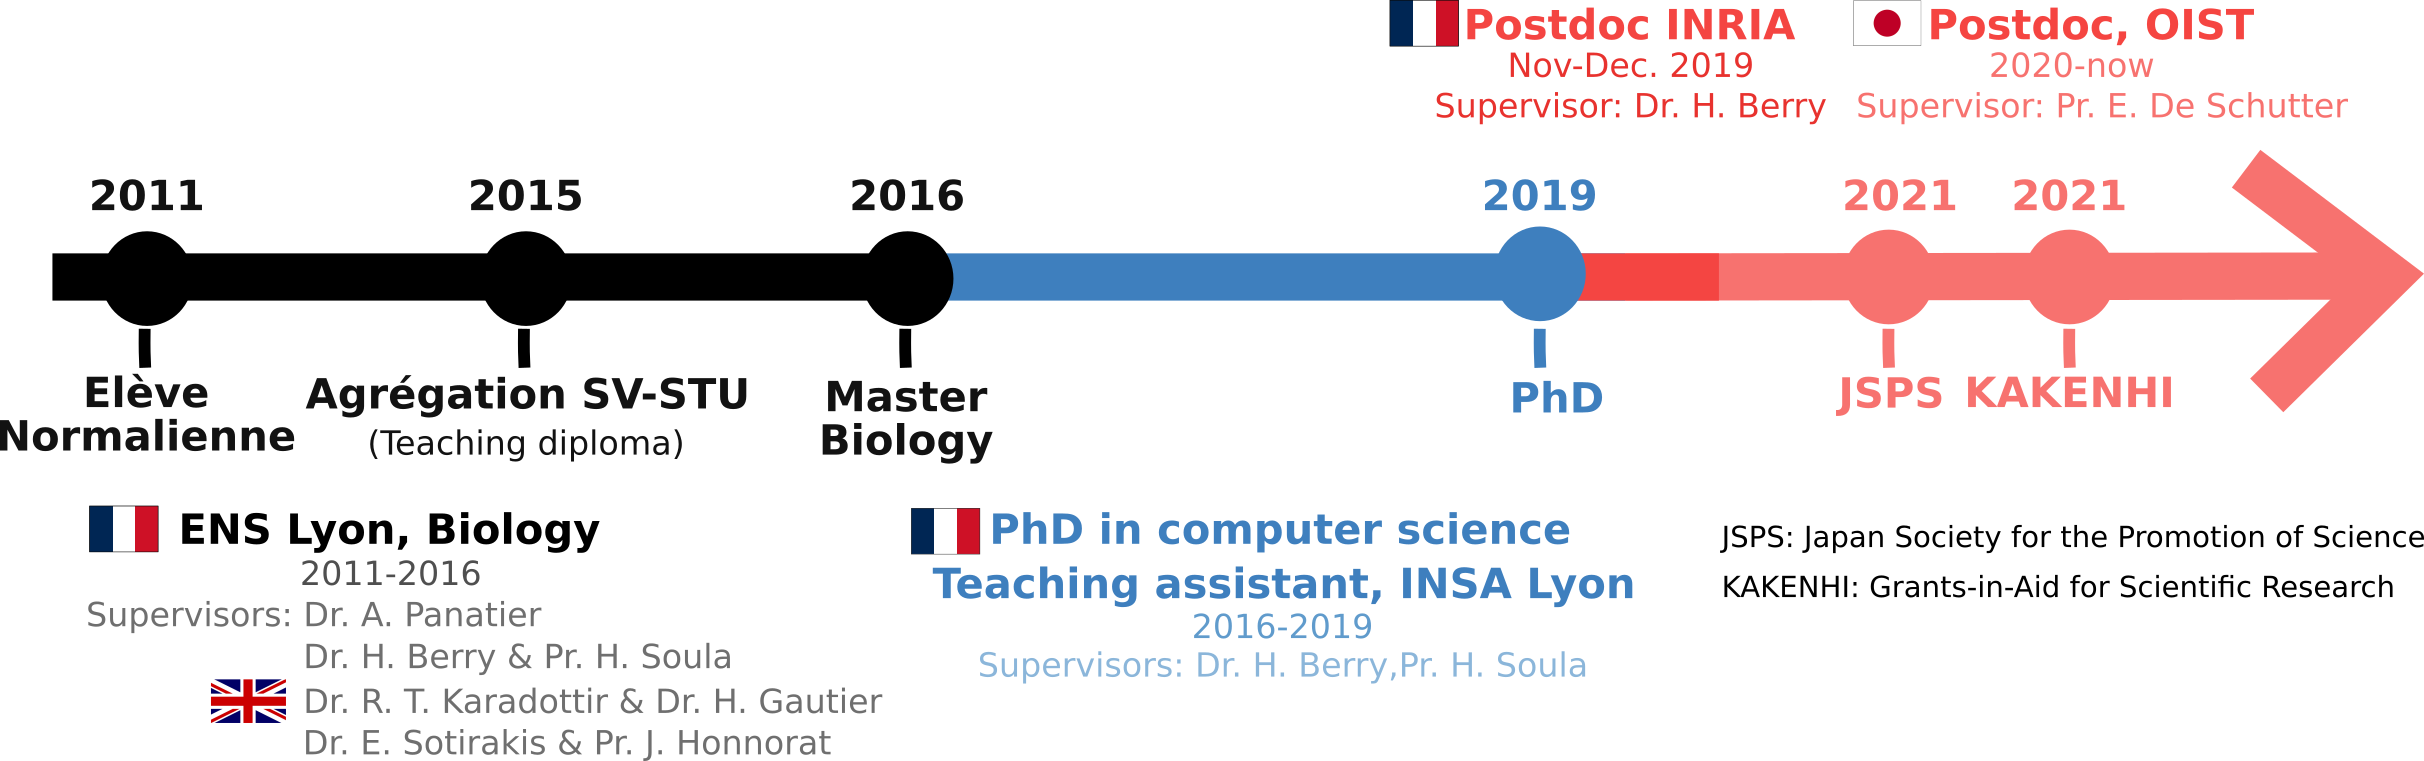 Postdoc INRIA
Nov-Dec. 2019
Supervisor: Dr. H. Berry
Postdoc, OIST
2020-now
Supervisor: Pr. E. De Schutter
2011
2015
2016
2019
2021
2021
Elève
Normalienne
Agrégation SV-STU
(Teaching diploma)
Master
Biology
PhD
JSPS
KAKENHI
ENS Lyon, Biology
2011-2016
Supervisors: Dr. A. Panatier
Dr. H. Berry & Pr. H. Soula
Dr. R. T. Karadottir & Dr. H. Gautier
Dr. E. Sotirakis & Pr. J. Honnorat
PhD in computer science
Teaching assistant, INSA Lyon
2016-2019
Supervisors: Dr. H. Berry,Pr. H. Soula
JSPS: Japan Society for the Promotion of Science
KAKENHI: Grants-in-Aid for Scientific Research